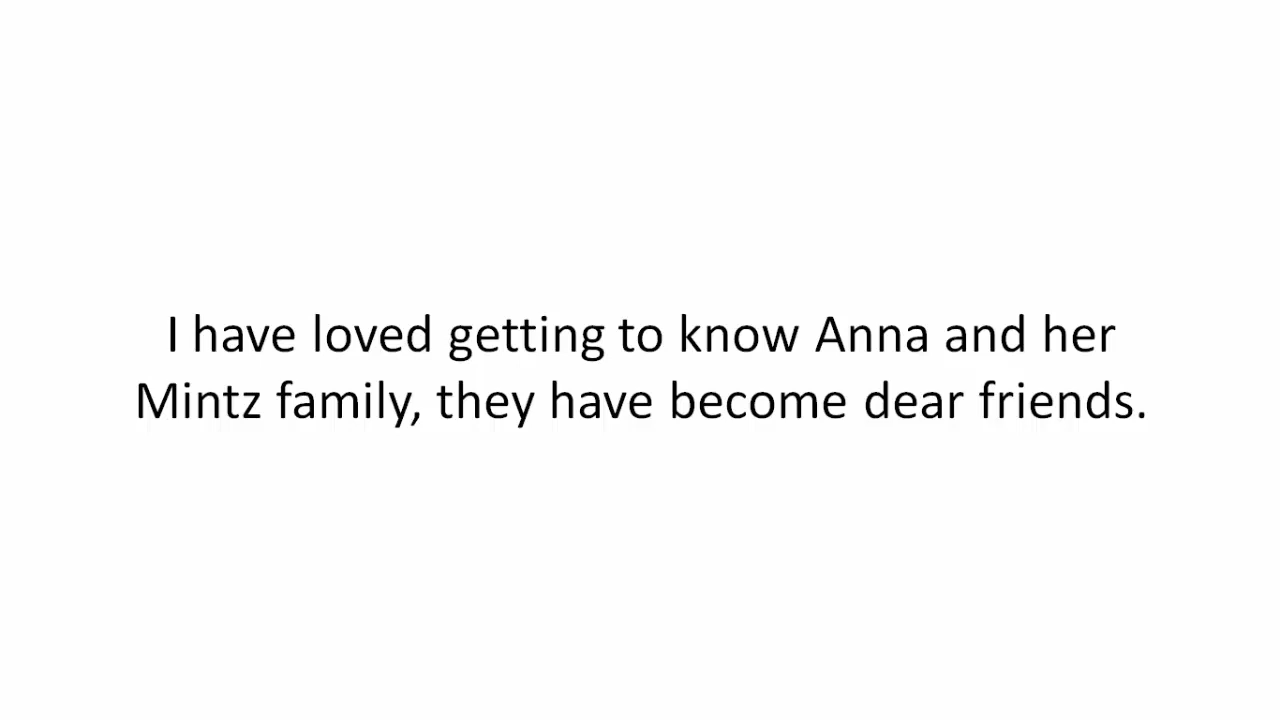 I have loved getting to know Anna and her
Mintz family, they have become dear friends.